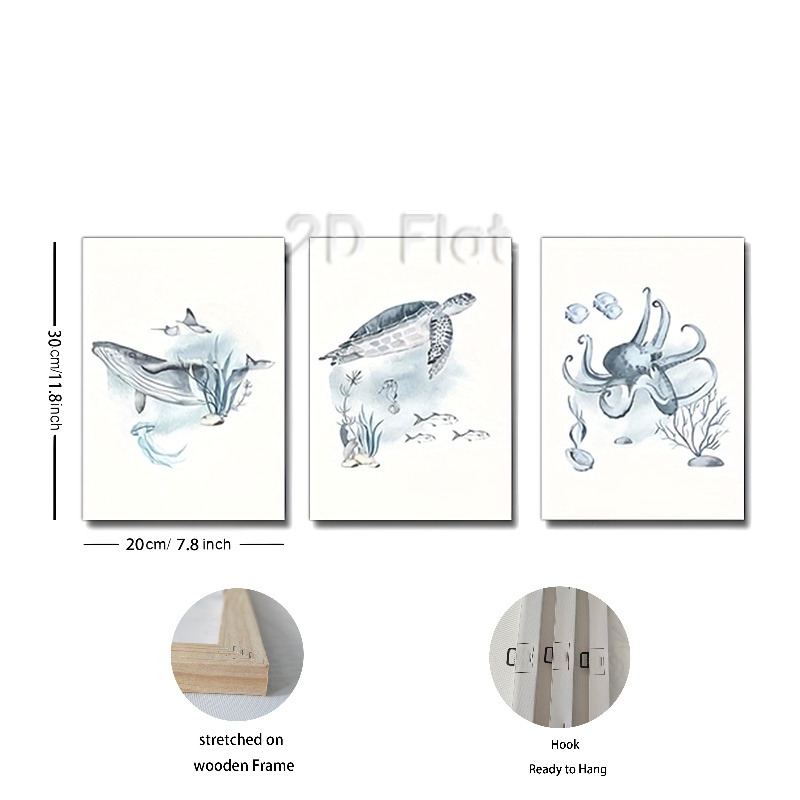 2D Flat
30cm/11.8inch
20cm/ 7.8 inch
stretched on
wooden Frame
Hook
Ready to Hang